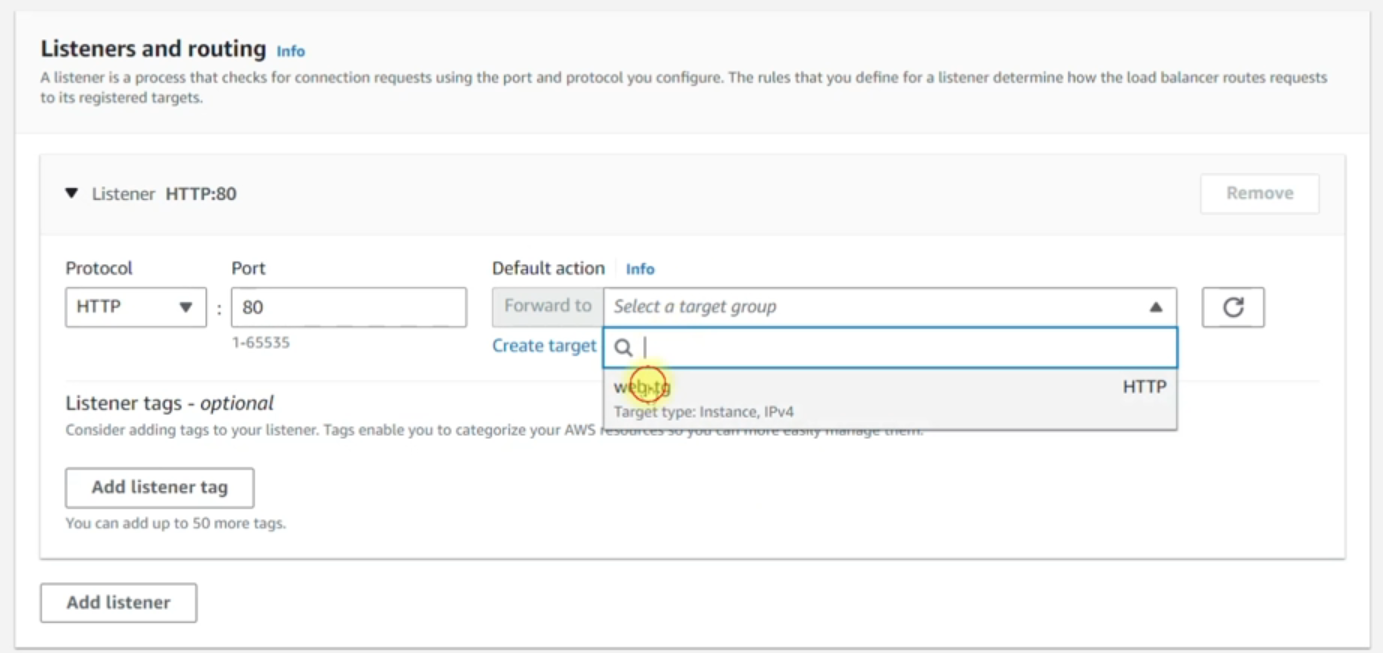 Listeners and routing Info
A listener is a process that checks for connection requests using the port and protocol you configure. The rules that you define for a listener determine how the load balancer routes requests
to its registered targets.
Listener HTTP:80
Remove
Protocol
Port
Default action Info
HTTP
:
80
Forward to
Select a target group
1-65535
Create target
web-tg
HTTP
Target type: Instance, IPv4
Listener tags - optional
Consider adding tags to your listener. Tags enable you to categorize your AWS resources so you can more easily manage them.
Add listener tag
You can add up to 50 more tags.
Add listener